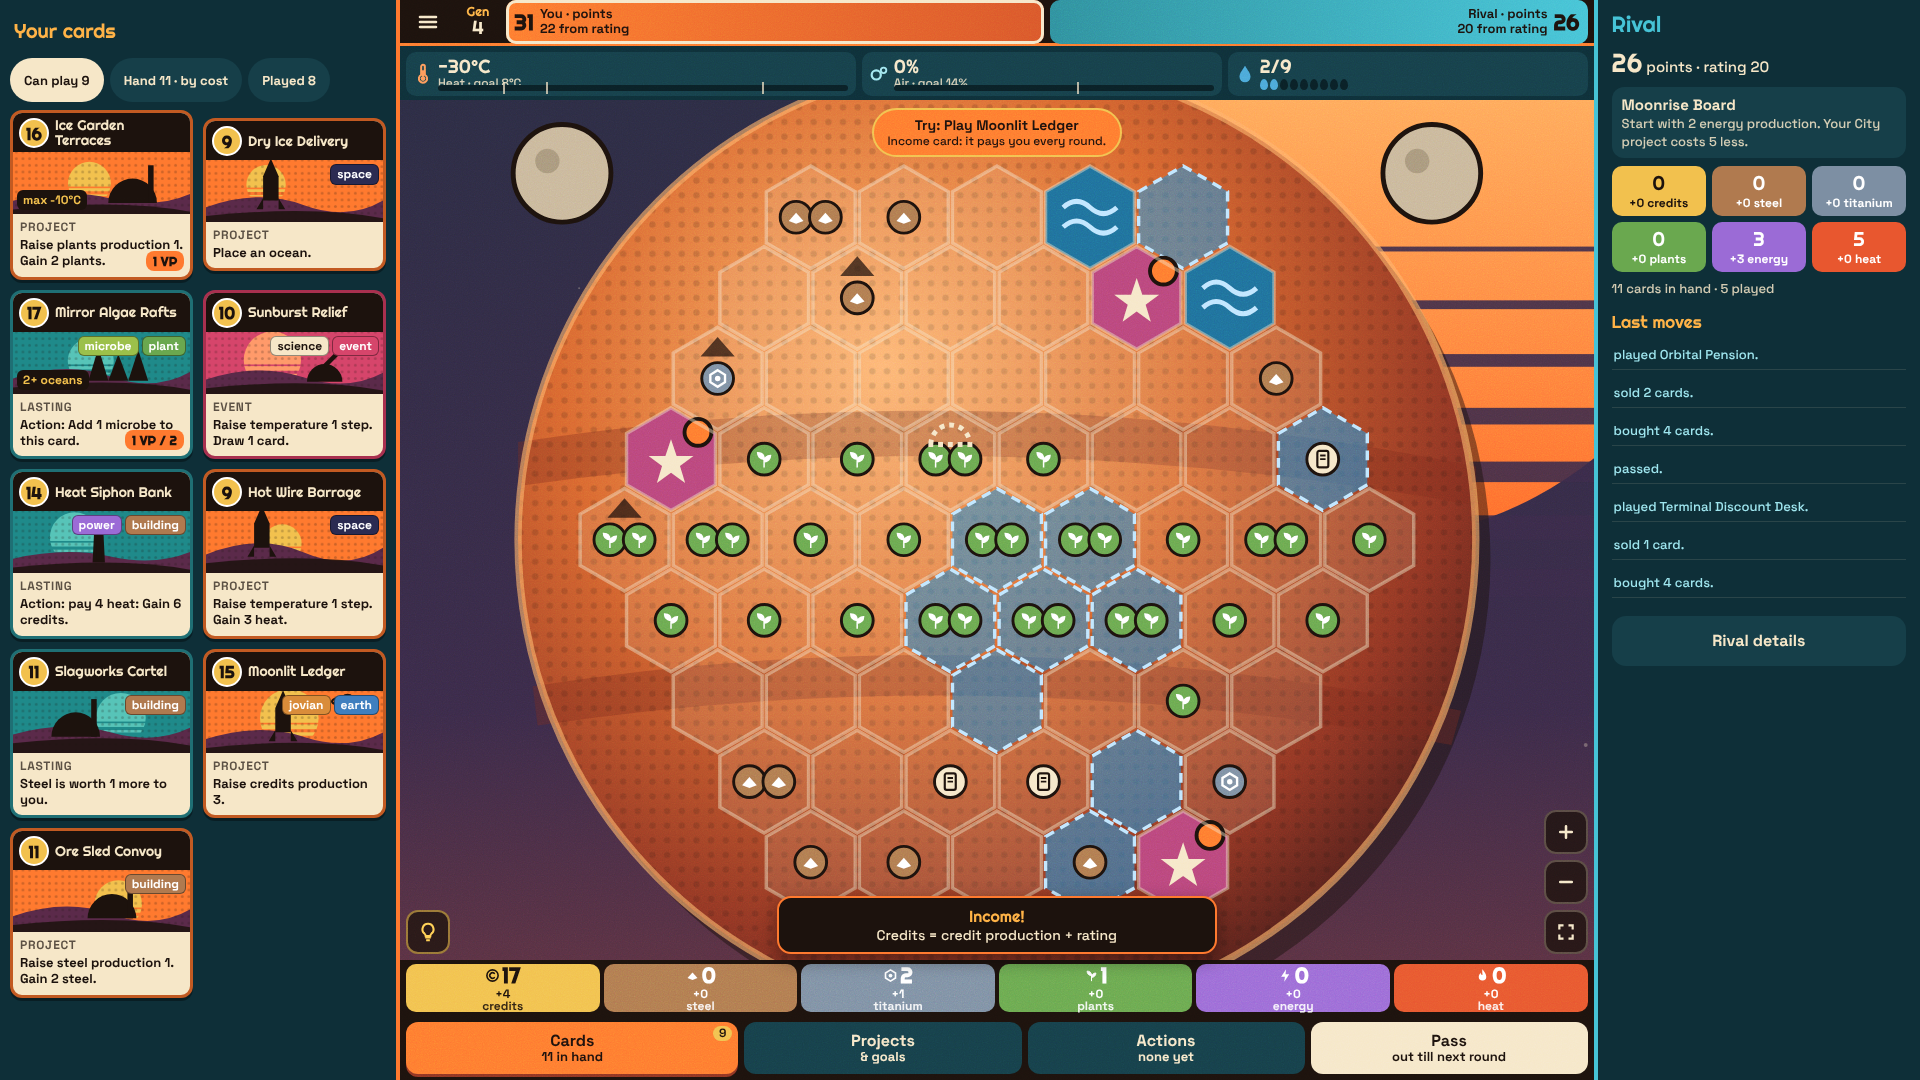 Your cards
Can play 9
Hand 11 · by cost
Played 8
16
Ice Garden
Terraces
max -10°C
PROJECT
Raise plants production 1.
Gain 2 plants.
1 VP
9
Dry Ice Delivery
space
PROJECT
Place an ocean.
17
Mirror Algae Rafts
microbe
plant
2+ oceans
LASTING
Action: Add 1 microbe to
this card.
1 VP / 2
10
Sunburst Relief
science
event
EVENT
Raise temperature 1 step.
Draw 1 card.
14
Heat Siphon Bank
power
building
LASTING
Action: pay 4 heat: Gain 6
credits.
9
Hot Wire Barrage
space
PROJECT
Raise temperature 1 step.
Gain 3 heat.
11
Slagworks Cartel
building
LASTING
Steel is worth 1 more to
you.
15
Moonlit Ledger
jovian
earth
PROJECT
Raise credits production
3.
11
Ore Sled Convoy
building
PROJECT
Raise steel production 1.
Gain 2 steel.
Gen
4
31
You · points
22 from rating
Rival · points
20 from rating
26
-30°C
Heat · goal 8°C
0%
Air · goal 14%
2/9
Try: Play Moonlit Ledger
Income card: it pays you every round.
Income!
Credits = credit production + rating
17
+4
credits
0
+0
steel
2
+1
titanium
1
+0
plants
0
+0
energy
0
+0
heat
Cards
11 in hand
9
Projects
& goals
Actions
none yet
Pass
out till next round
Rival
26 points · rating 20
Moonrise Board
Start with 2 energy production. Your City
project costs 5 less.
0
+0 credits
0
+0 steel
0
+0 titanium
0
+0 plants
3
+3 energy
5
+0 heat
11 cards in hand · 5 played
Last moves
played Orbital Pension.
sold 2 cards.
bought 4 cards.
passed.
played Terminal Discount Desk.
sold 1 card.
bought 4 cards.
Rival details